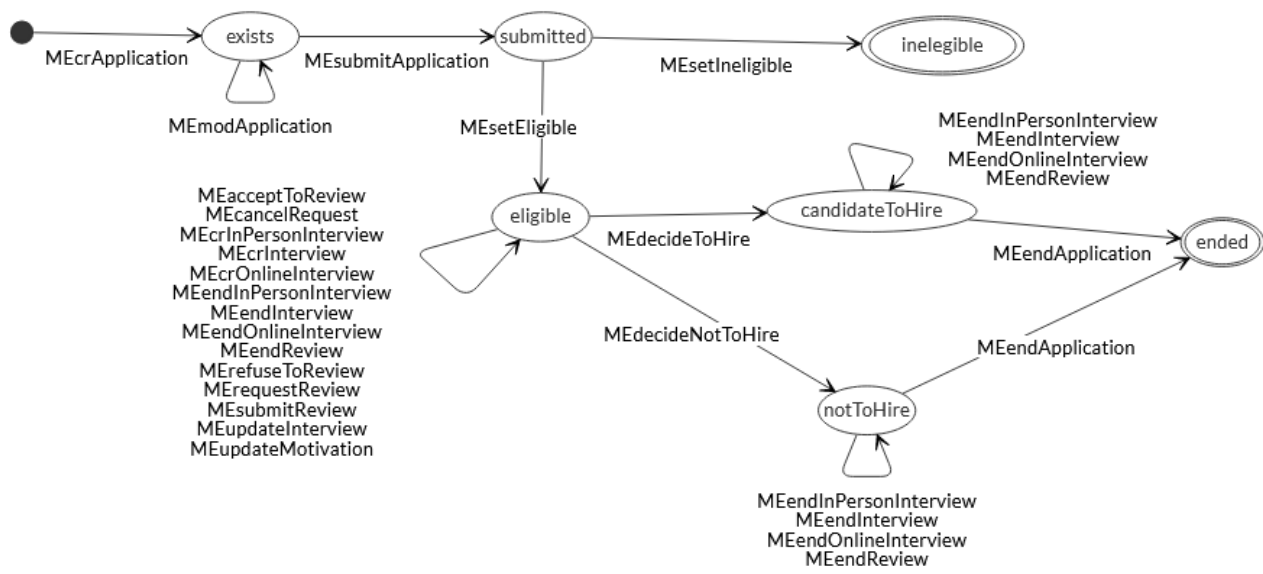 exists
submitted
inelegible
MEcrApplication
MEsubmitApplication
MEsetIneligible
MEmodApplication
MEsetEligible
MEendInPersonInterview
MEendInterview
MEendOnlineInterview
MEendReview
MEacceptToReview
MEcancelRequest
MEcrInPersonInterview
MEcrInterview
MEcrOnlineInterview
MEendInPersonInterview
MEendInterview
MEendOnlineInterview
MEendReview
MErefuseToReview
MErequestReview
MEsubmitReview
MEupdateInterview
MEupdateMotivation
eligible
candidateToHire
MEdecideToHire
MEendApplication
ended
MEdecideNotToHire
MEendApplication
notToHire
MEendInPersonInterview
MEendInterview
MEendOnlineInterview
MEendReview